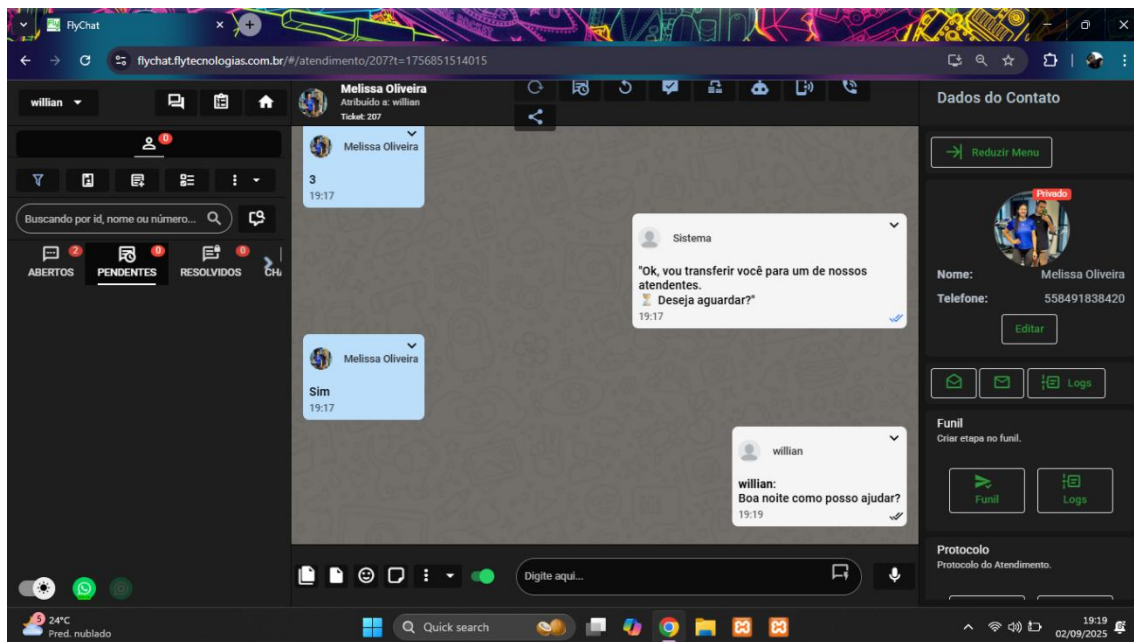 FlyChat
flychat.flytecnologias.com.br/#/atendimento/207?t=1756851514015
willian
0
Buscando por id, nome ou número...
2
0
0
ABERTOS PENDENTES RESOLVIDOS
Melissa Oliveira
Atribuído a: willian
Ticket: 207
Melissa Oliveira
3
19:17
Sistema
"Ok, vou transferir você para um de nossos
atendentes.
⏳ Deseja aguardar?"
19:17
Melissa Oliveira
Sim
19:17
willian
willian:
Boa noite como posso ajudar?
19:19
Digite aqui...
Dados do Contato
Reduzir Menu
Privado
Nome: Melissa Oliveira
Telefone: 558491838420
Editar
Logs
Funil
Criar etapa no funil.
Funil
Logs
Protocolo
Protocolo do Atendimento.
5
24°C
Pred. nublado
Quick search
19:19
02/09/2025